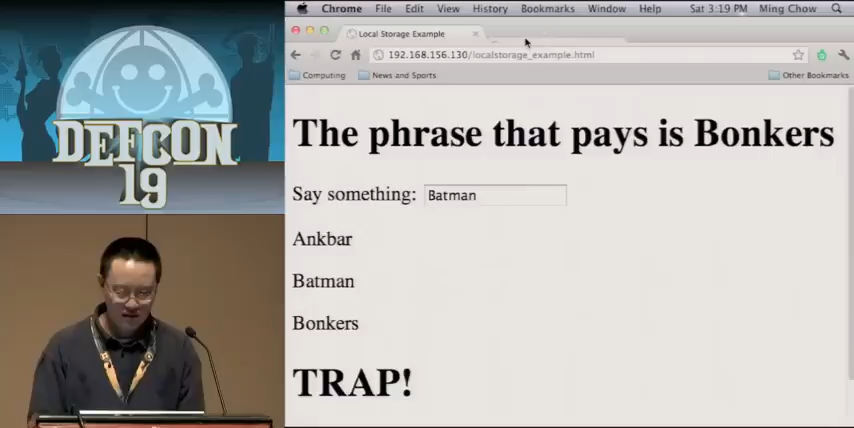 DEFCON
19
Chrome File Edit View History Bookmarks Window Help Sat 3:19 PM Ming Chow
Local Storage Example
192.168.156.130/localstorage_example.html
Computing News and Sports Other Bookmarks
The phrase that pays is Bonkers
Say something: Batman
Ankbar
Batman
Bonkers
TRAP!